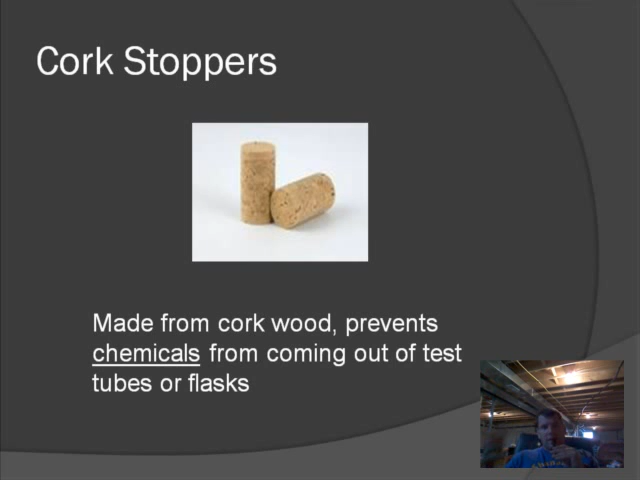 Cork Stoppers
Made from cork wood, prevents
chemicals from coming out of test
tubes or flasks